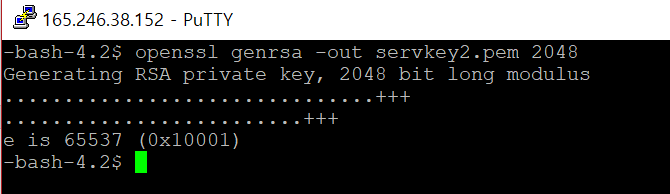 165.246.38.152 - PuTTY
-bash-4.2$ openssl genrsa -out servkey2.pem 2048
Generating RSA private key, 2048 bit long modulus
................................+++
.........................+++
e is 65537 (0x10001)
-bash-4.2$